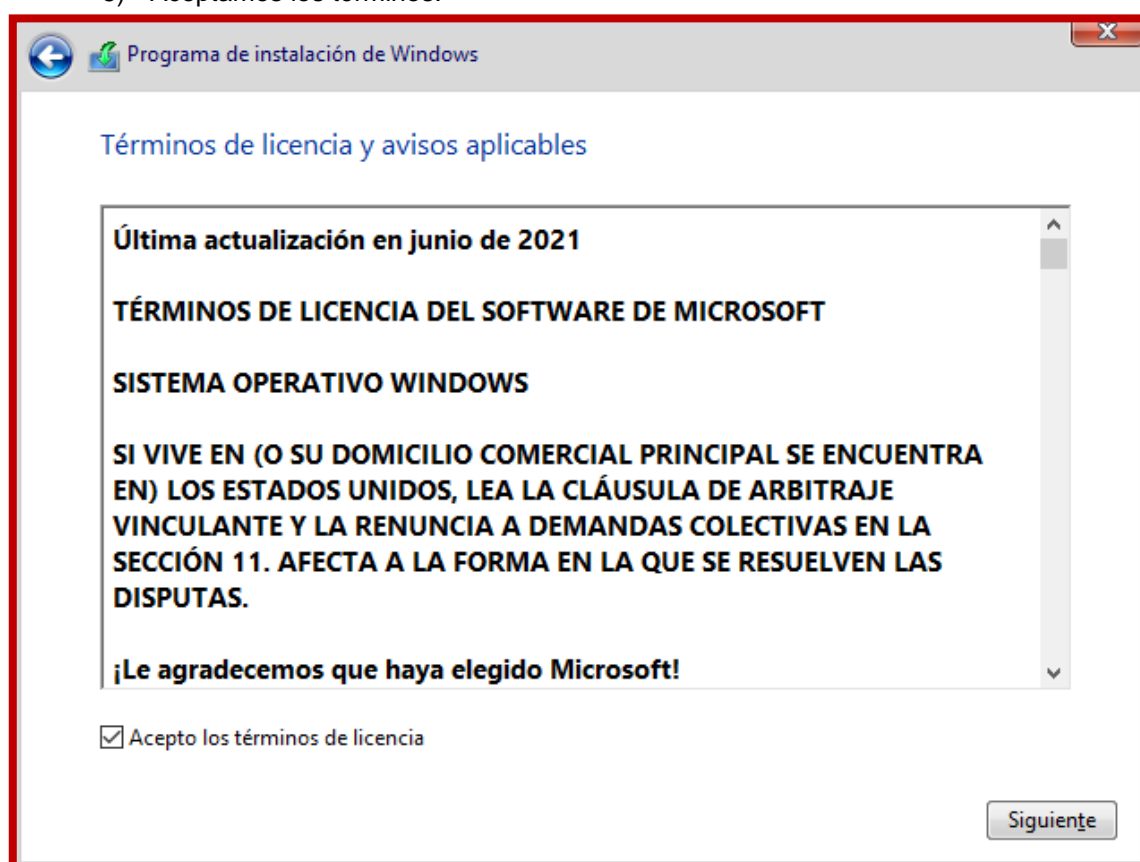 Aceptamos los términos.
X
Programa de instalación de Windows
Términos de licencia y avisos aplicables
Última actualización en junio de 2021
TÉRMINOS DE LICENCIA DEL SOFTWARE DE MICROSOFT
SISTEMA OPERATIVO WINDOWS
SI VIVE EN (O SU DOMICILIO COMERCIAL PRINCIPAL SE ENCUENTRA
EN) LOS ESTADOS UNIDOS, LEA LA CLÁUSULA DE ARBITRAJE
VINCULANTE Y LA RENUNCIA A DEMANDAS COLECTIVAS EN LA
SECCIÓN 11. AFECTA A LA FORMA EN LA QUE SE RESUELVEN LAS
DISPUTAS.
¡Le agradecemos que haya elegido Microsoft!
Acepto los términos de licencia
Siguiente